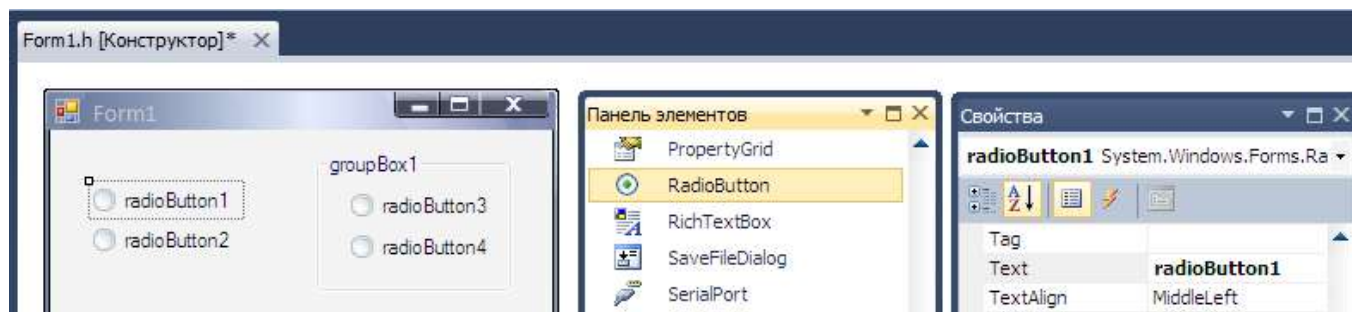 Form1.h [Конструктор]*
Form1
groupBox1
radioButton1
radioButton2
radioButton3
radioButton4
Панель элементов
PropertyGrid
RadioButton
RichTextBox
SaveFileDialog
SerialPort
Свойства
radioButton1 System.Windows.Forms.Ra
Tag
Text radioButton1
TextAlign MiddleLeft